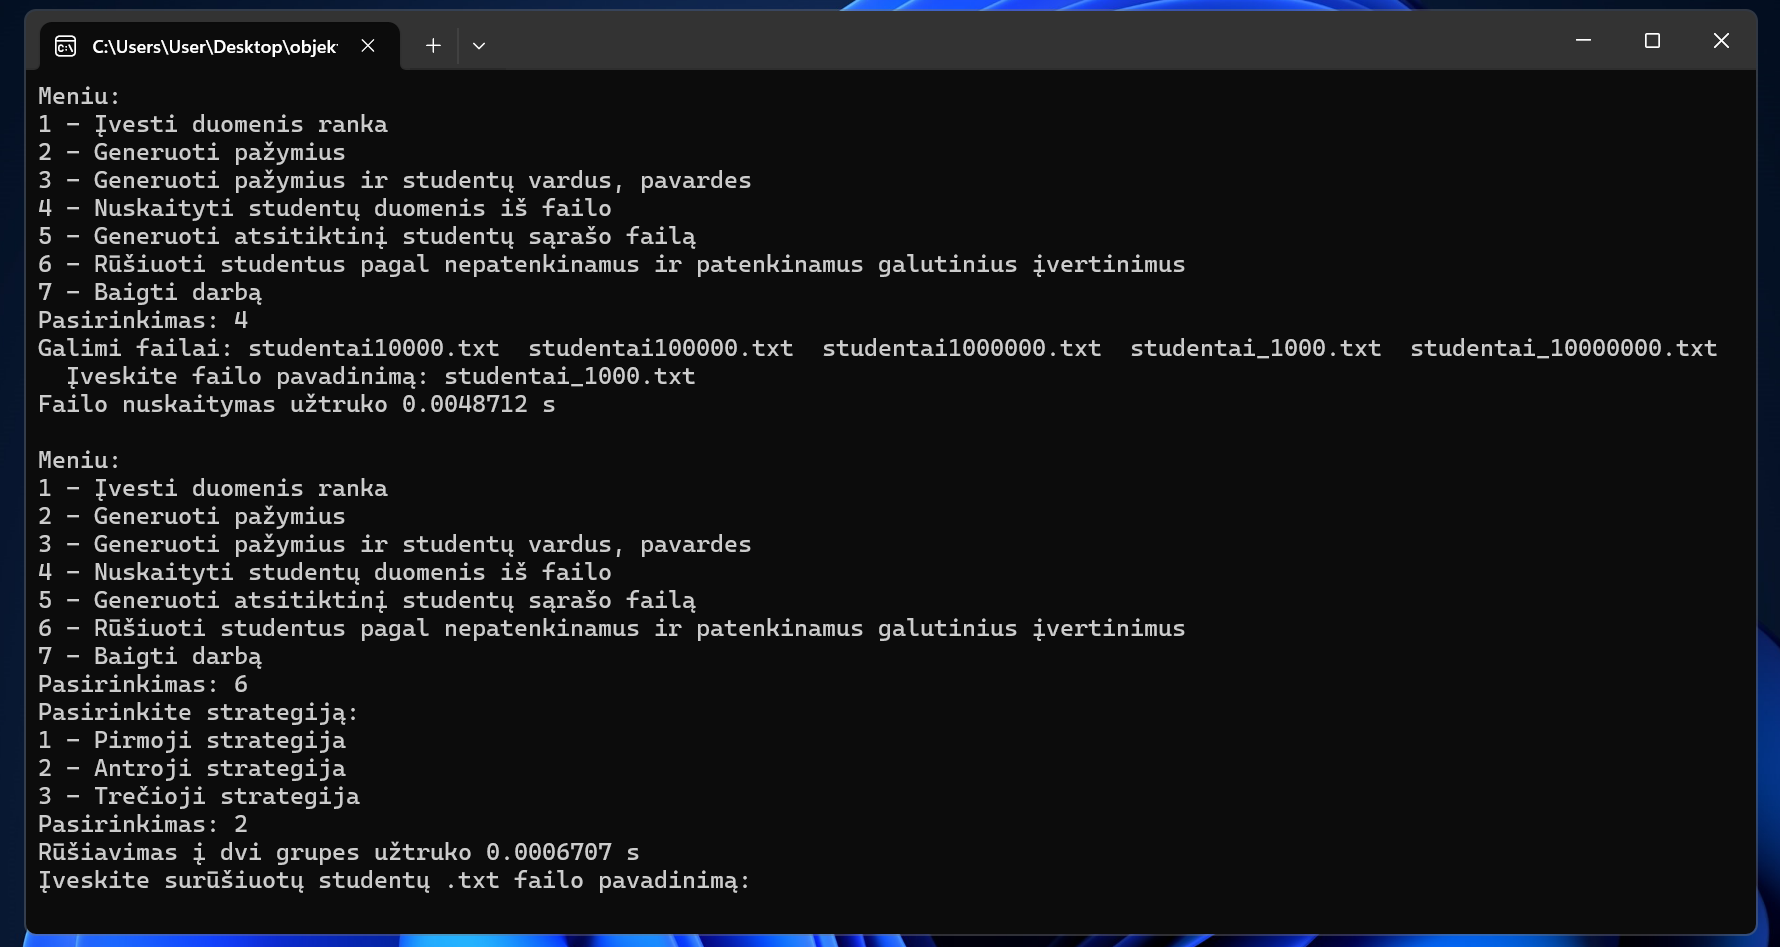 C:\Users\User\Desktop\objek
Meniu:
1 - Įvesti duomenis ranka
2 - Generuoti pažymius
3 - Generuoti pažymius ir studentų vardus, pavardes
4 - Nuskaityti studentų duomenis iš failo
5 - Generuoti atsitiktinį studentų sąrašo failą
6 - Rūšiuoti studentus pagal nepatenkinamus ir patenkinamus galutinius įvertinimus
7 - Baigti darbą
Pasirinkimas: 4
Galimi failai: studentai10000.txt  studentai100000.txt  studentai1000000.txt  studentai_1000.txt  studentai_10000000.txt
  Įveskite failo pavadinimą: studentai_1000.txt
Failo nuskaitymas užtruko 0.0048712 s
Meniu:
1 - Įvesti duomenis ranka
2 - Generuoti pažymius
3 - Generuoti pažymius ir studentų vardus, pavardes
4 - Nuskaityti studentų duomenis iš failo
5 - Generuoti atsitiktinį studentų sąrašo failą
6 - Rūšiuoti studentus pagal nepatenkinamus ir patenkinamus galutinius įvertinimus
7 - Baigti darbą
Pasirinkimas: 6
Pasirinkite strategiją:
1 - Pirmoji strategija
2 - Antroji strategija
3 - Trečioji strategija
Pasirinkimas: 2
Rūšiavimas į dvi grupes užtruko 0.0006707 s
Įveskite surūšiuotų studentų .txt failo pavadinimą: